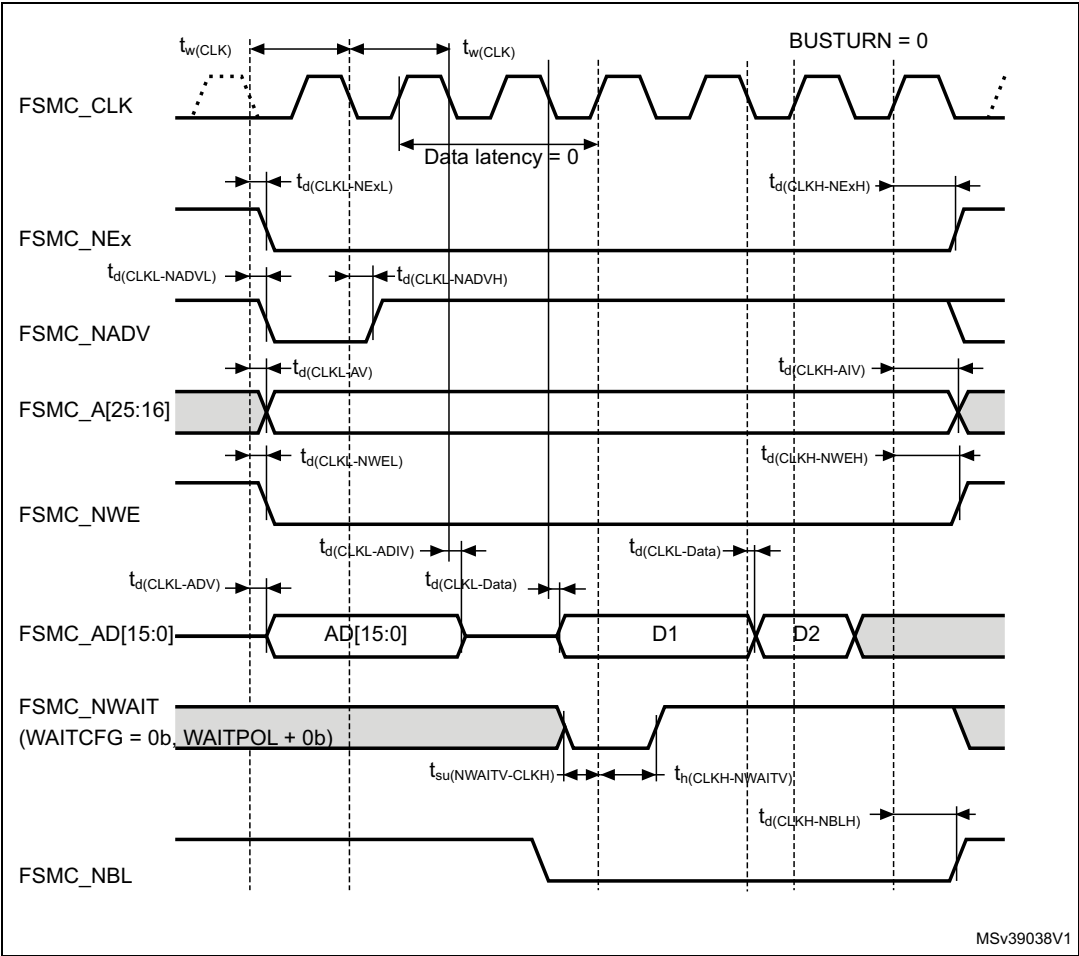 tw(CLK) tw(CLK) BUSTURN = 0
FSMC_CLK
Data latency = 0
td(CLKL-NExL) td(CLKH-NExH)
FSMC_NEx
td(CLKL-NADVL) td(CLKL-NADVH)
FSMC_NADV
td(CLKL-AV) td(CLKH-AIV)
FSMC_A[25:16]
td(CLKL-NWEL) td(CLKH-NWEH)
FSMC_NWE
td(CLKL-ADIV) td(CLKL-Data)
td(CLKL-ADV) td(CLKL-Data)
FSMC_AD[15:0] AD[15:0] D1 D2
FSMC_NWAIT
(WAITCFG = 0b, WAITPOL + 0b)
tsu(NWAITV-CLKH) th(CLKH-NWAITV)
td(CLKH-NBLH)
FSMC_NBL
MSv39038V1